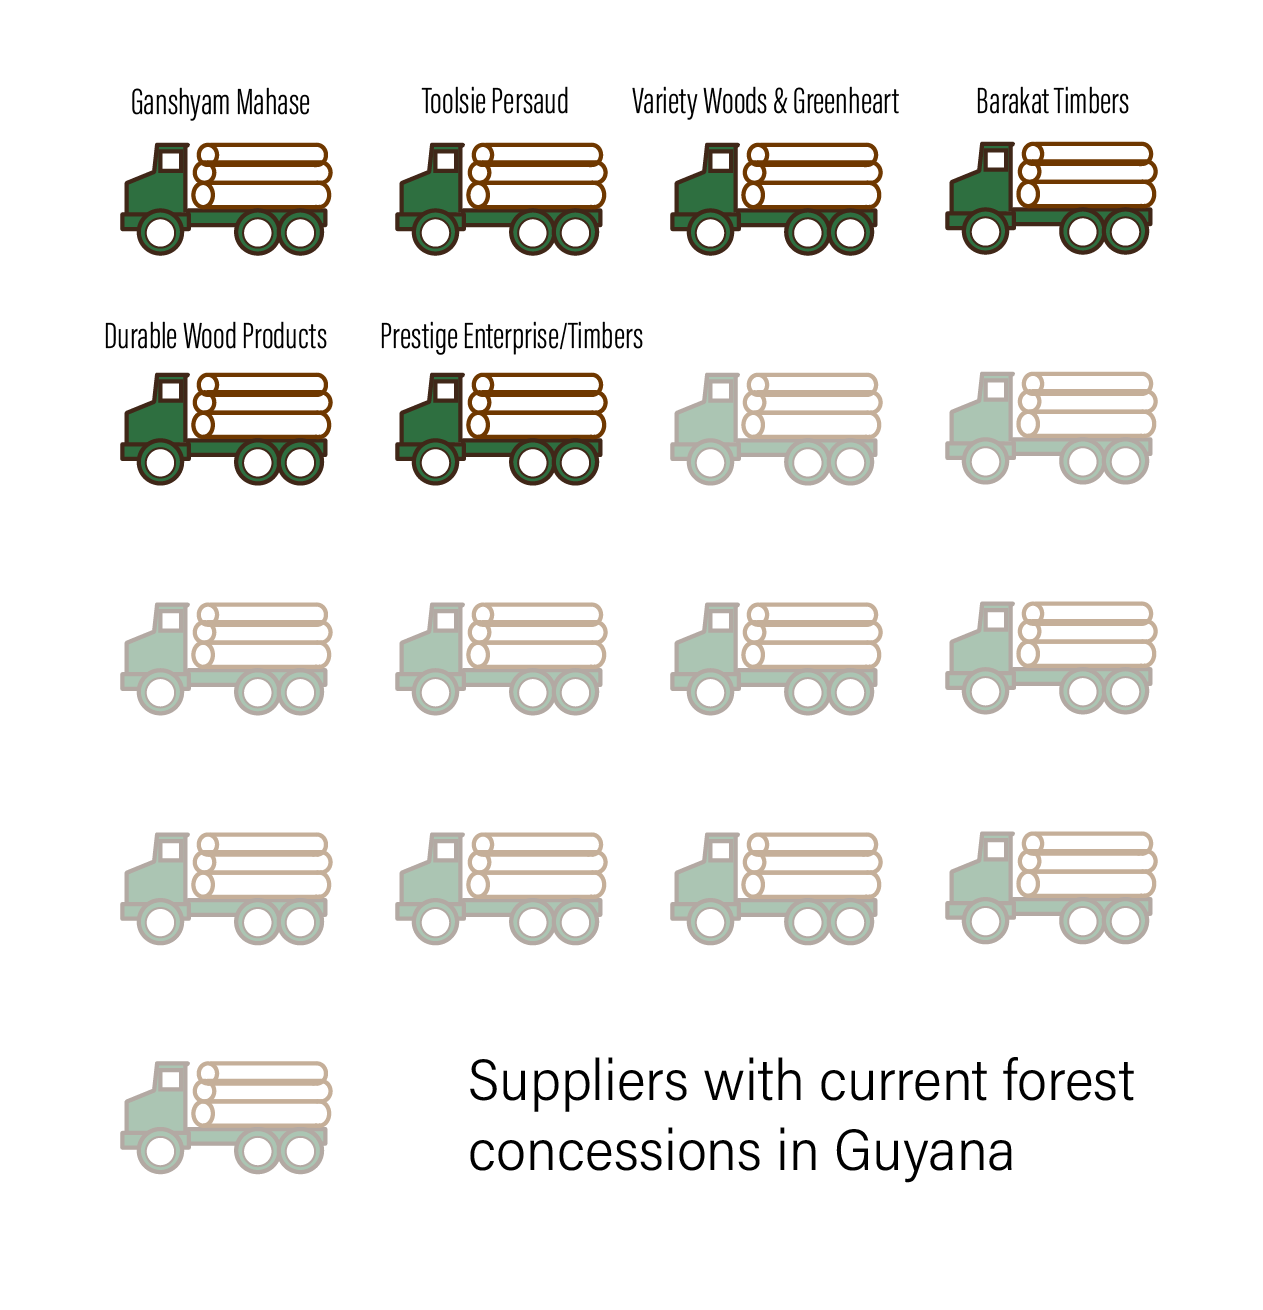 Ganshyam Mahase
Toolsie Persaud
Variety Woods & Greenheart
Barakat Timbers
Durable Wood Products
Prestige Enterprise/Timbers
Suppliers with current forest
concessions in Guyana